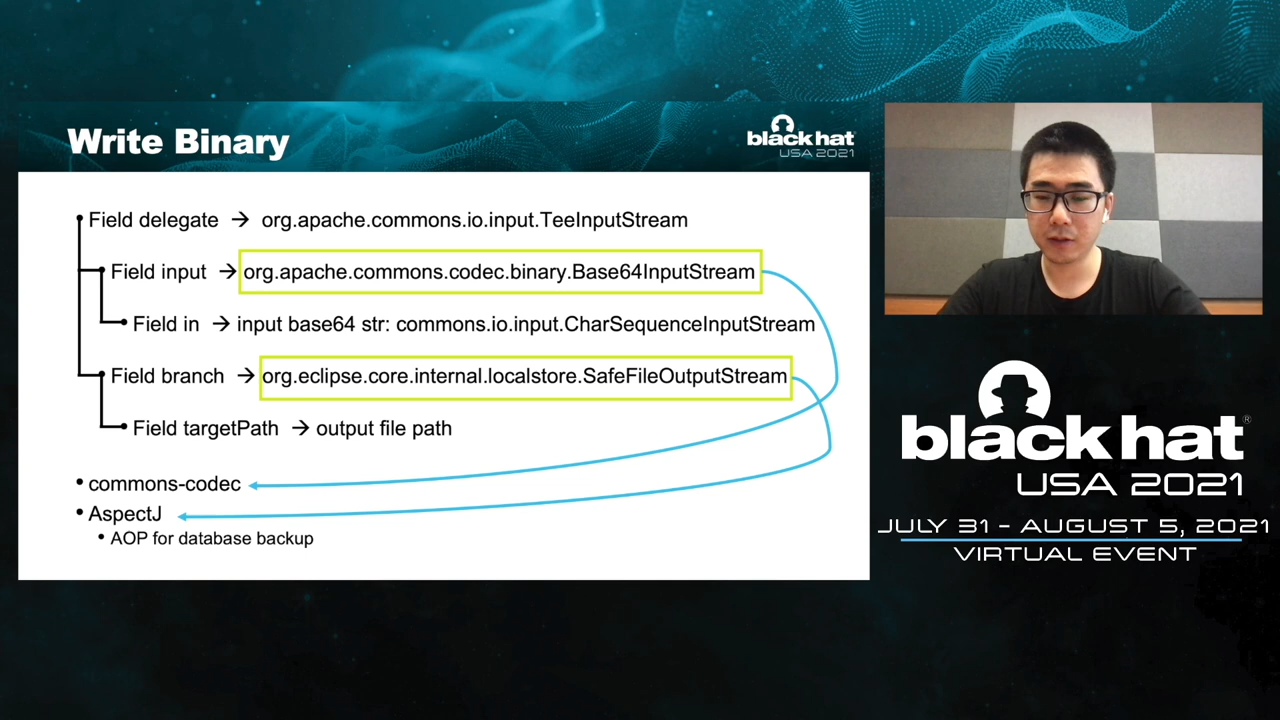 Write Binary
black hat
USA 2021
Field delegate → org.apache.commons.io.input.TeeInputStream
Field input → org.apache.commons.codec.binary.Base64InputStream
Field in → input base64 str: commons.io.input.CharSequenceInputStream
Field branch → org.eclipse.core.internal.localstore.SafeFileOutputStream
Field targetPath → output file path
• commons-codec
• AspectJ
• AOP for database backup
black hat®
USA 2021
JULY 31 – AUGUST 5, 2021
VIRTUAL EVENT